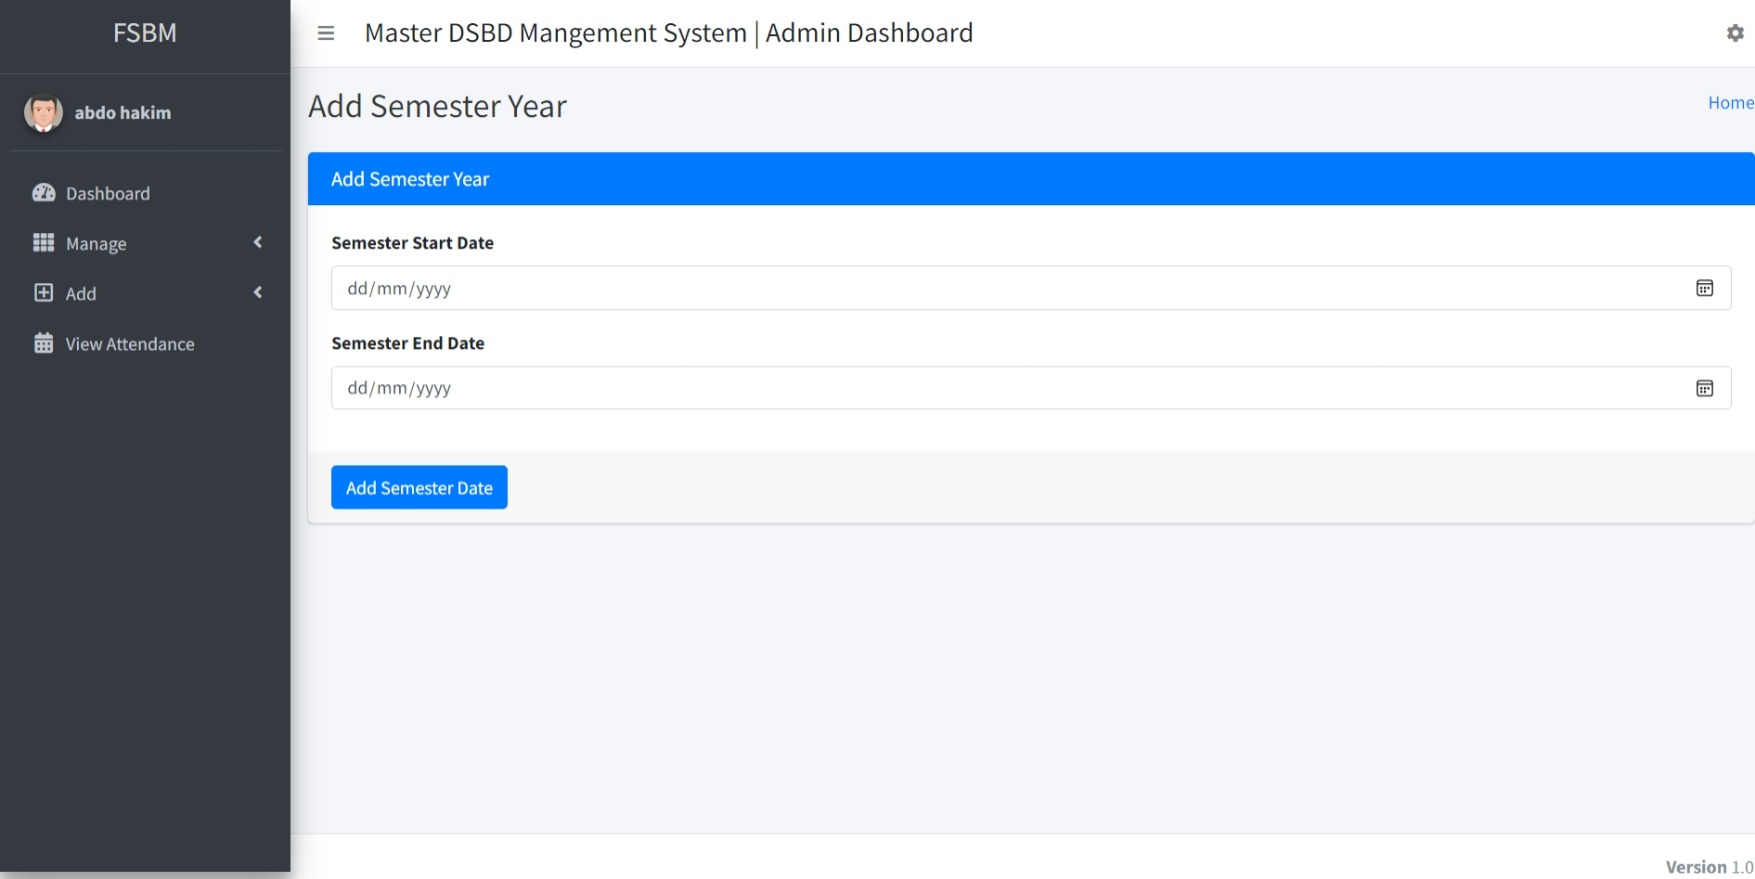 FSBM
Master DSBD Mangement System | Admin Dashboard
abdo hakim
Dashboard
Manage
Add
View Attendance
Add Semester Year
Home
Add Semester Year
Semester Start Date
dd/mm/yyyy
Semester End Date
dd/mm/yyyy
Add Semester Date
Version 1.0